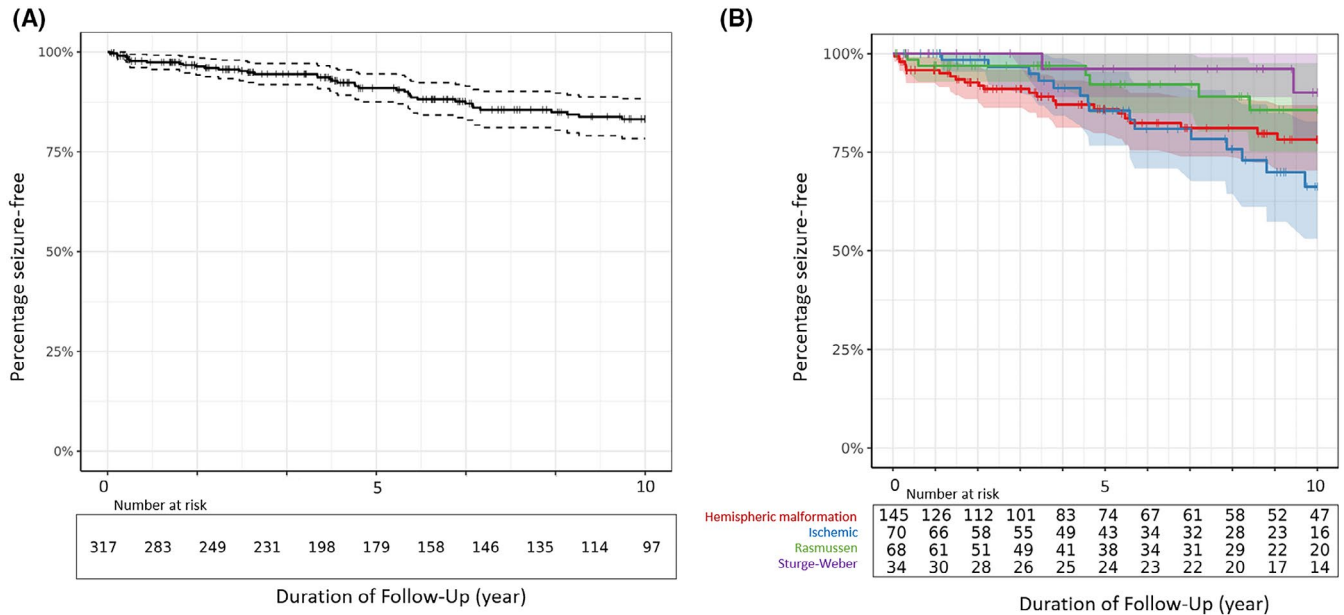 (A)
100%
75%
50%
25%
0%
Percentage seizure-free
0 5 10
Number at risk
317 283 249 231 198 179 158 146 135 114 97
Duration of Follow-Up (year)
(B)
100%
75%
50%
25%
0%
Percentage seizure-free
0 5 10
Number at risk
Hemispheric malformation 145 126 112 101 83 74 67 61 58 52 47
Ischemic 70 66 58 55 49 43 34 32 28 23 16
Rasmussen 68 61 51 49 41 38 34 31 29 22 20
Sturge-Weber 34 30 28 26 25 24 23 22 20 17 14
Duration of Follow-Up (year)